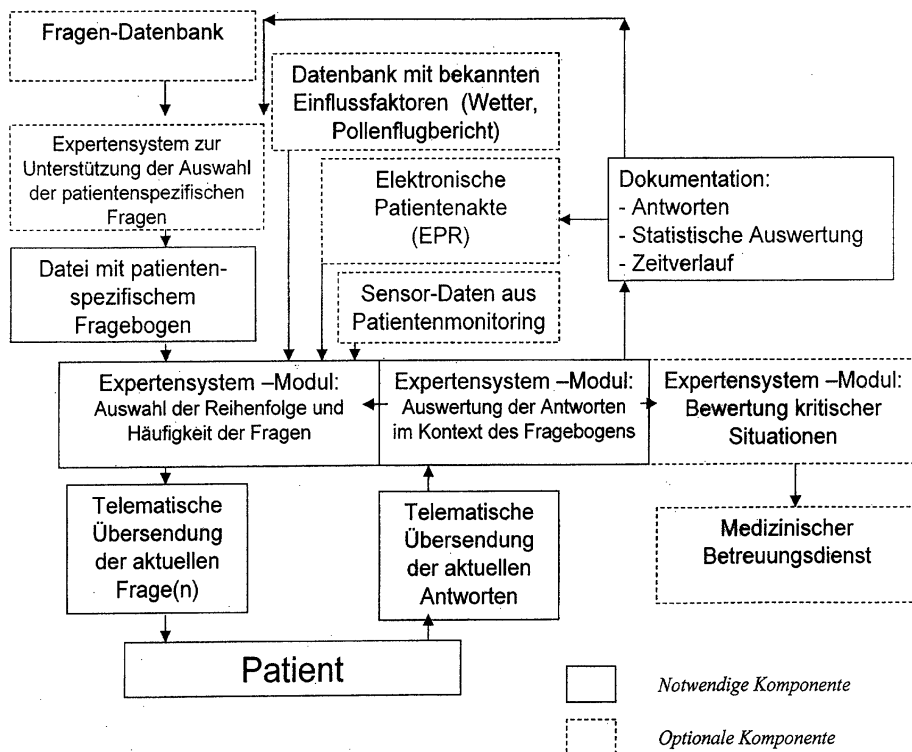 Fragen-Datenbank
Datenbank mit bekannten
Einflussfaktoren (Wetter,
Pollenflugbericht)
Expertensystem zur
Unterstützung der Auswahl
der patientenspezifischen
Fragen
Elektronische
Patientenakte
(EPR)
Dokumentation:
- Antworten
- Statistische Auswertung
- Zeitverlauf
Datei mit patienten-
spezifischem
Fragebogen
Sensor-Daten aus
Patientenmonitoring
Expertensystem –Modul:
Auswahl der Reihenfolge und
Häufigkeit der Fragen
Expertensystem –Modul:
Auswertung der Antworten
im Kontext des Fragebogens
Expertensystem –Modul:
Bewertung kritischer
Situationen
Telematische
Übersendung
der aktuellen
Frage(n)
Telematische
Übersendung
der aktuellen
Antworten
Medizinischer
Betreuungsdienst
Patient
Notwendige Komponente
Optionale Komponente